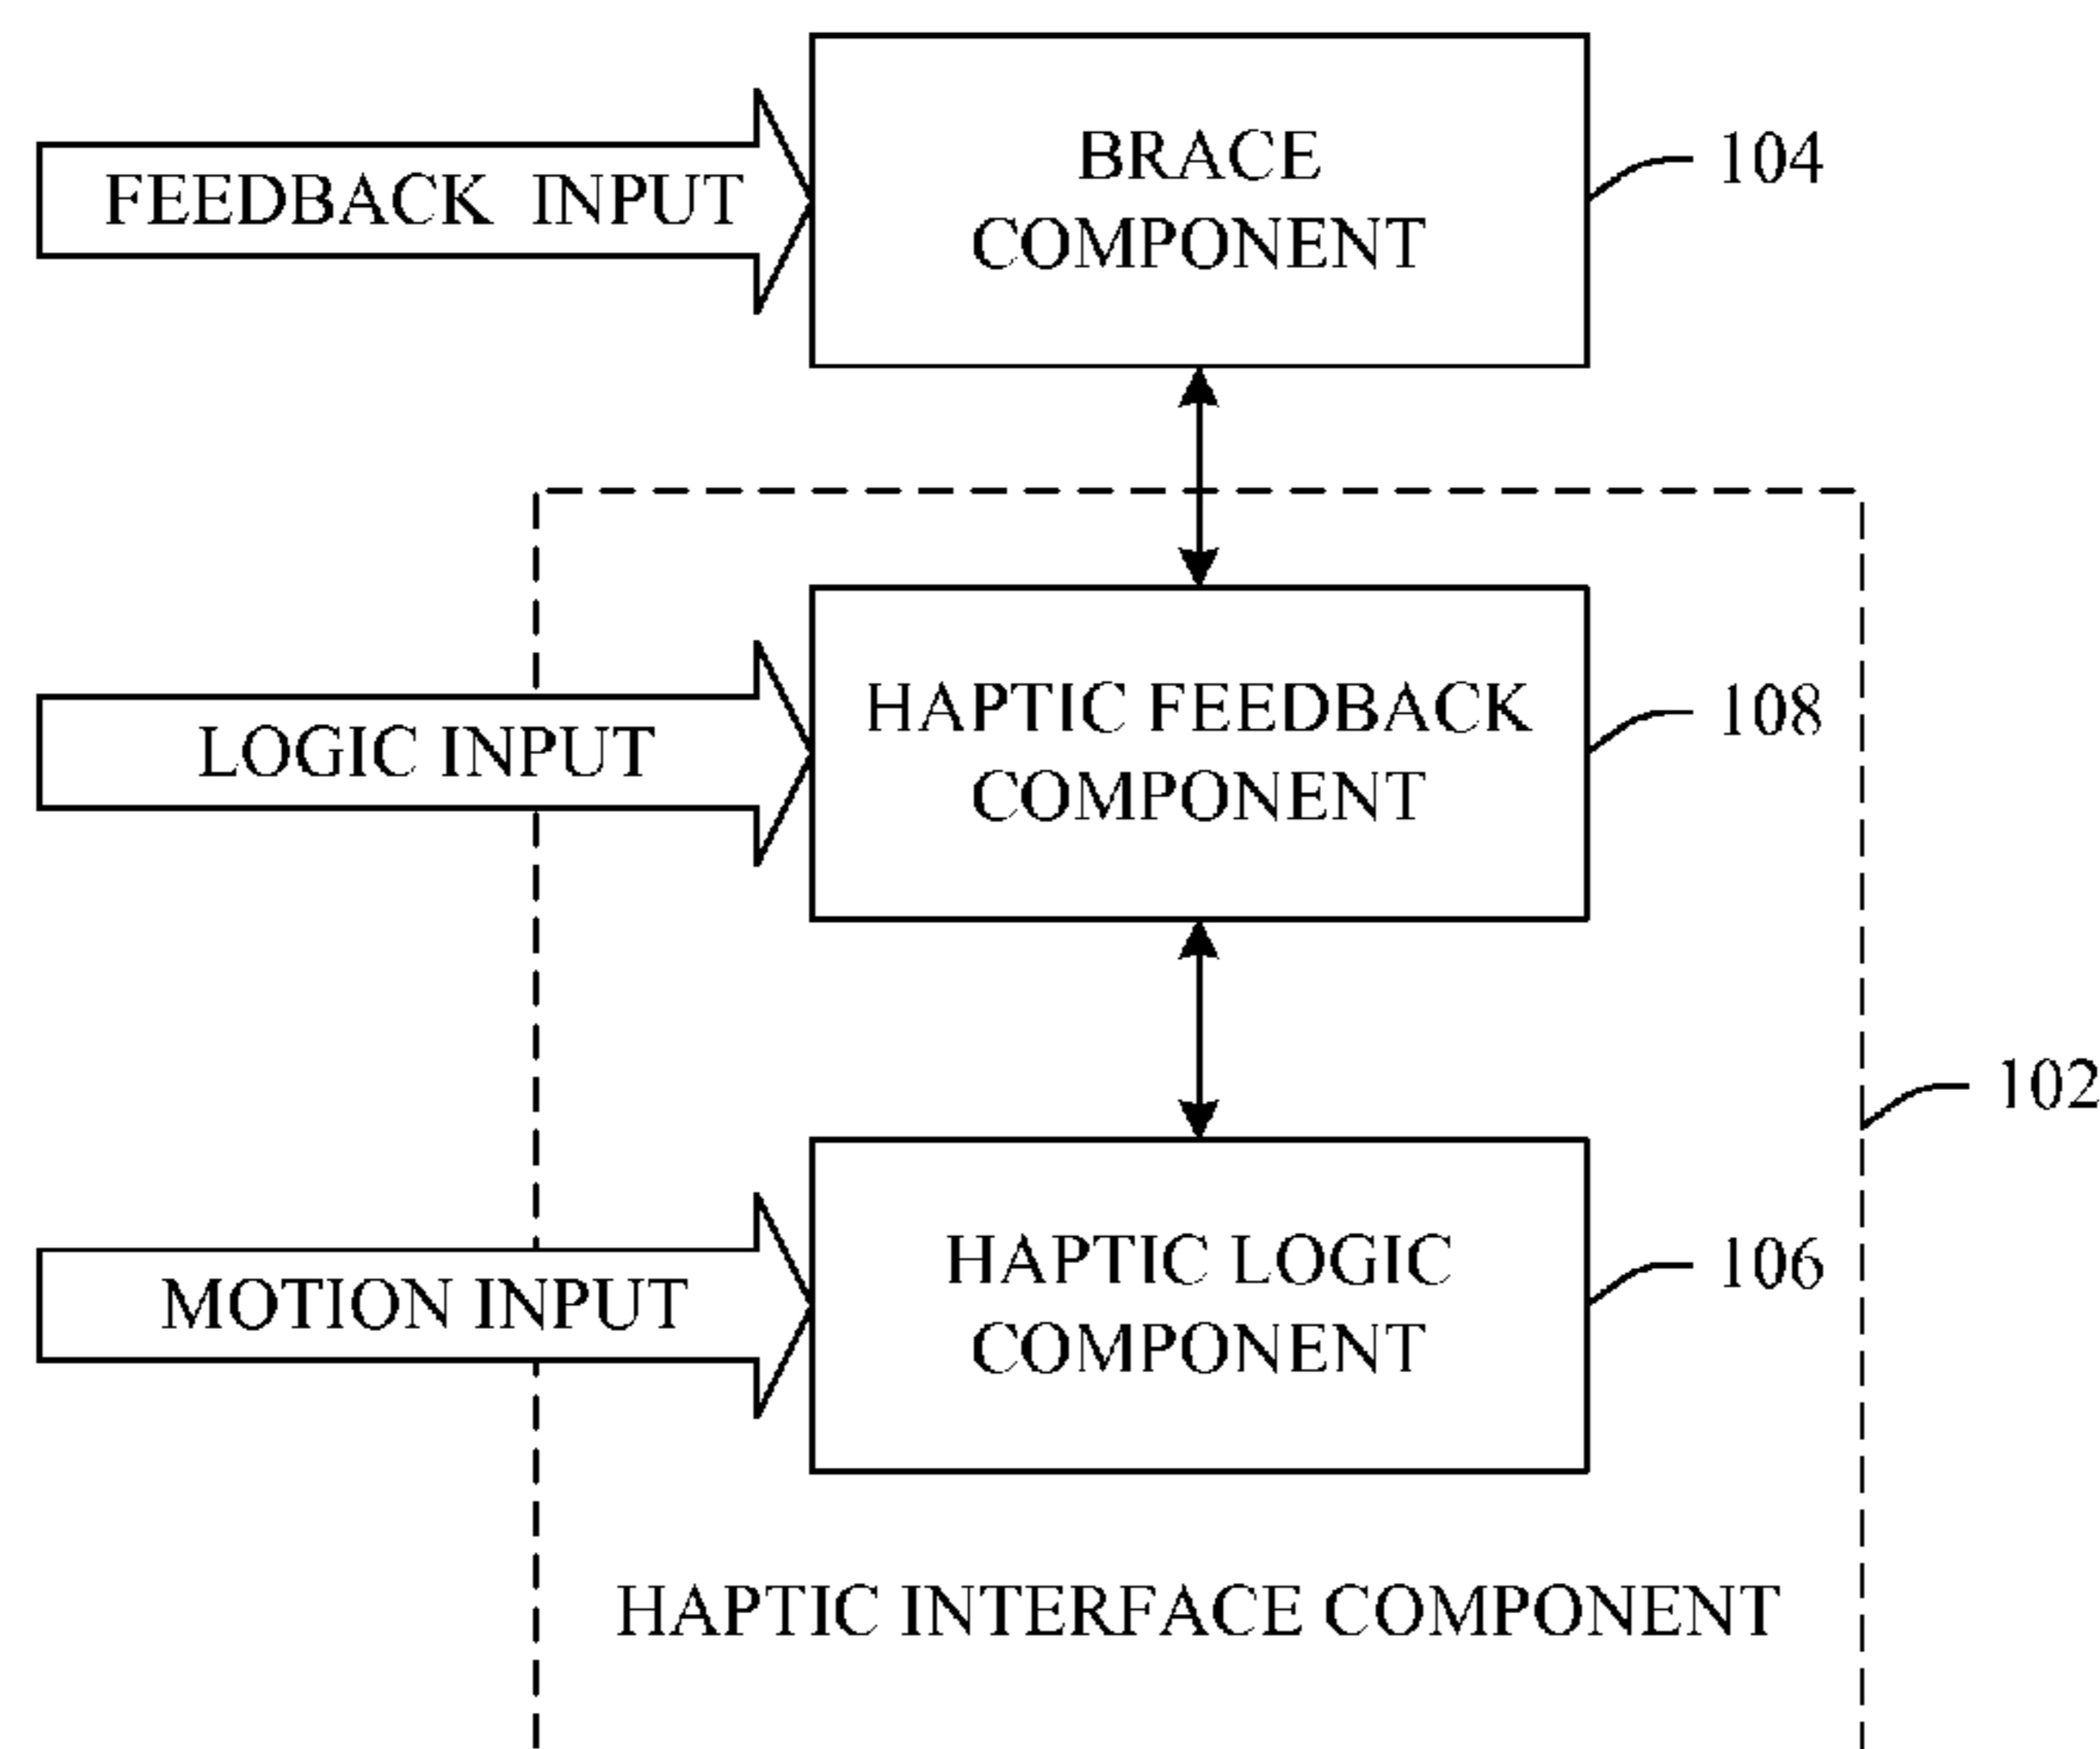 FEEDBACK INPUT
BRACE
COMPONENT
104
LOGIC INPUT
HAPTIC FEEDBACK
COMPONENT
108
102
MOTION INPUT
HAPTIC LOGIC
COMPONENT
106
HAPTIC INTERFACE COMPONENT